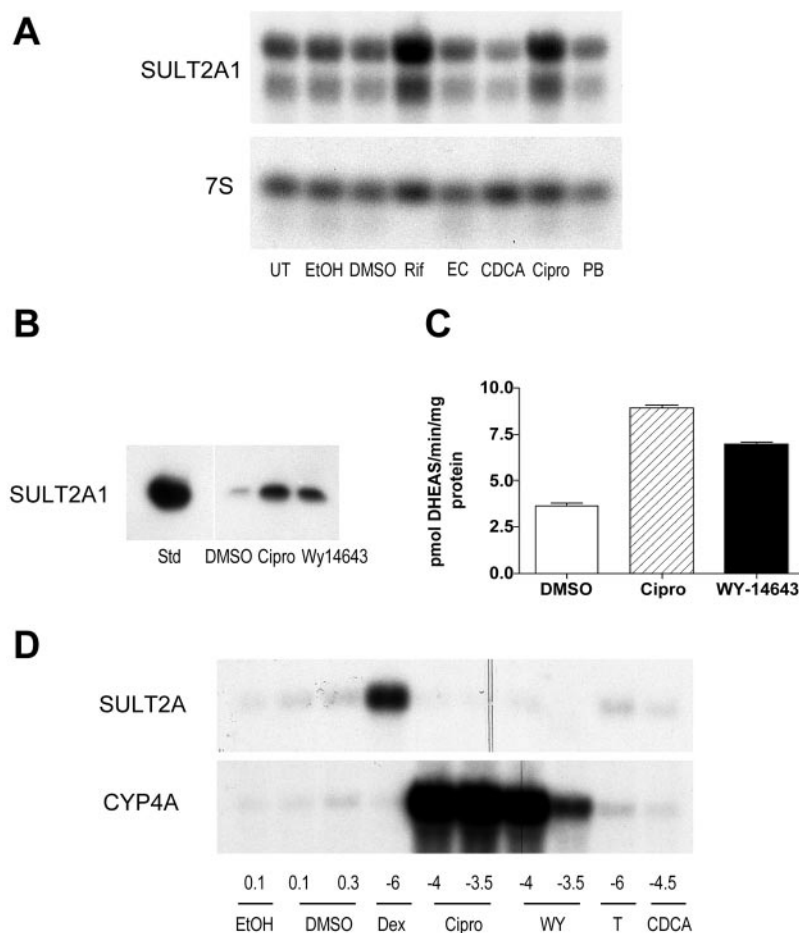 A
SULT2A1
7S
UT EtOH DMSO Rif EC CDCA Cipro PB
B
SULT2A1
Std DMSO Cipro Wy14643
C
pmol DHEAS/min/mg
protein
10.0
7.5
5.0
2.5
0.0
DMSO Cipro WY-14643
D
SULT2A
CYP4A
0.1 0.1 0.3 -6 -4 -3.5 -4 -3.5 -6 -4.5
EtOH DMSO Dex Cipro WY T CDCA